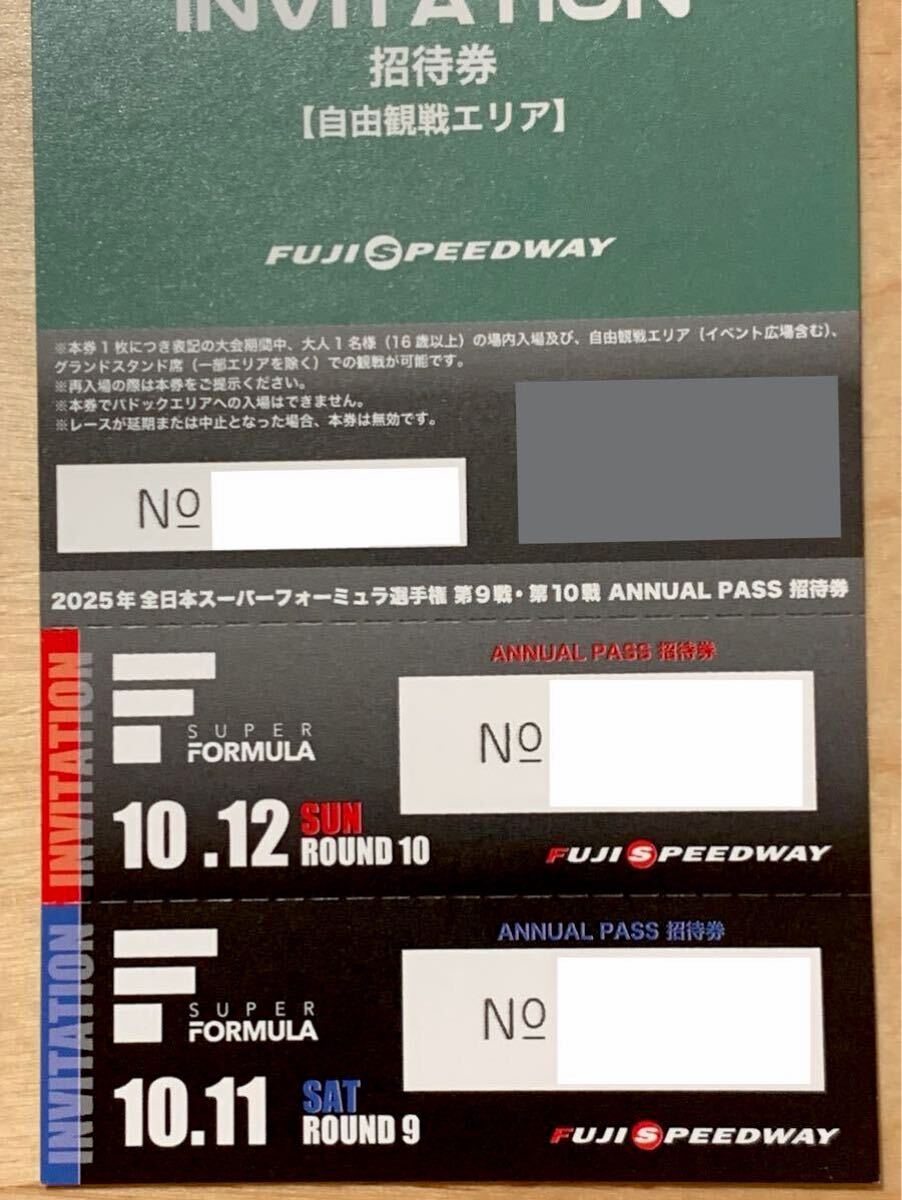 INVITATION
招待券
【自由観戦エリア】
FUJI SPEEDWAY
※本券1枚につき表記の大会期間中、大人1名様（16歳以上）の場内入場及び、自由観戦エリア（イベント広場含む）、
グランドスタンド席（一部エリアを除く）での観戦が可能です。
※再入場の際は本券をご提示ください。
※本券でパドックエリアへの入場はできません。
※レースが延期または中止となった場合、本券は無効です。
No
2025年 全日本スーパーフォーミュラ選手権 第9戦・第10戦 ANNUAL PASS 招待券
INVITATION
ANNUAL PASS 招待券
SUPER
FORMULA
No
10.12 SUN
ROUND 10
FUJI SPEEDWAY
INVITATION
ANNUAL PASS 招待券
SUPER
FORMULA
No
10.11 SAT
ROUND 9
FUJI SPEEDWAY